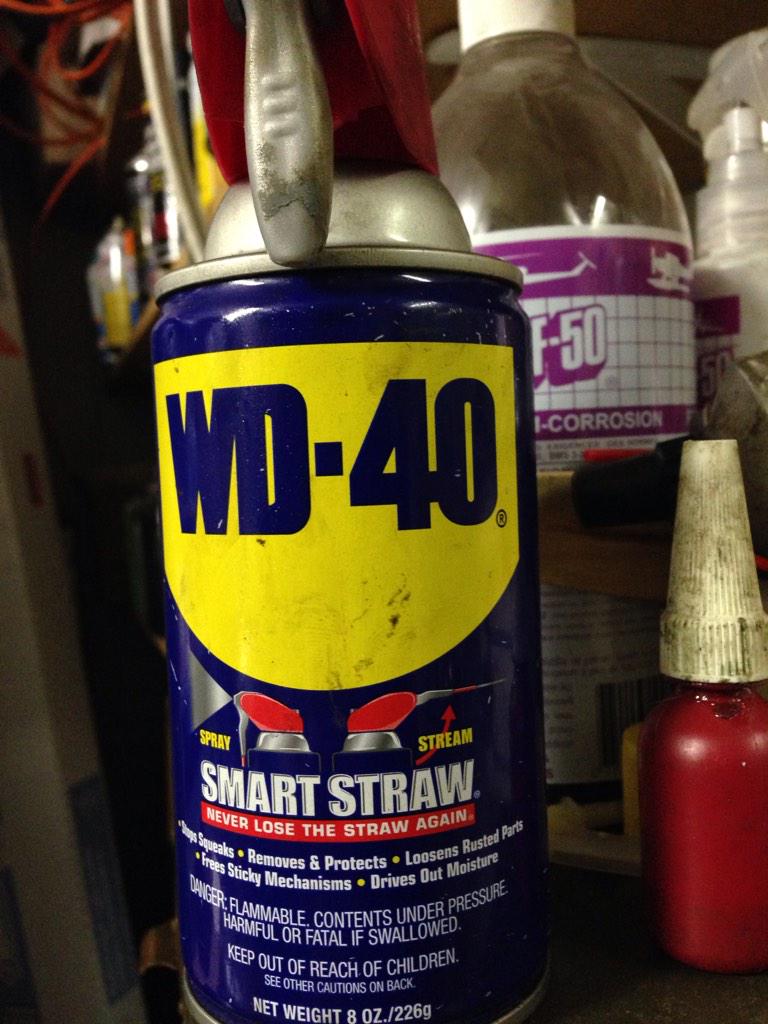 WD-40®
SPRAY
STREAM
SMART STRAW®
NEVER LOSE THE STRAW AGAIN®
• Stops Squeaks • Removes & Protects • Loosens Rusted Parts
• Frees Sticky Mechanisms • Drives Out Moisture
DANGER: FLAMMABLE. CONTENTS UNDER PRESSURE.
HARMFUL OR FATAL IF SWALLOWED.
KEEP OUT OF REACH OF CHILDREN.
SEE OTHER CAUTIONS ON BACK.
NET WEIGHT 8 OZ./226g
F-50
I-CORROSION
50